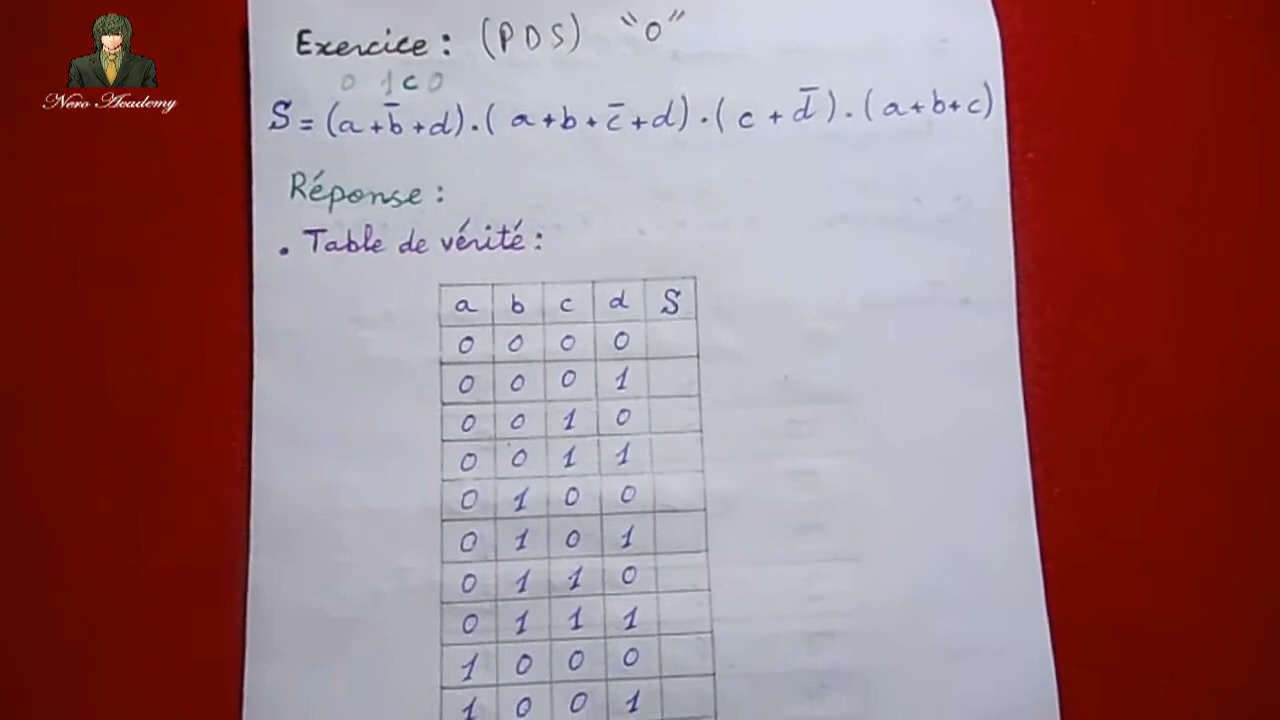 Nero Academy
Exercice : (PDS) "0"
0 1 c 0
S = (a + b̅ + d) . ( a + b + c̅ + d) . ( c + d̅ ) . ( a + b + c)
Réponse :
. Table de vérité :
a b c d S
0 0 0 0
0 0 0 1
0 0 1 0
0 0 1 1
0 1 0 0
0 1 0 1
0 1 1 0
0 1 1 1
1 0 0 0
1 0 0 1